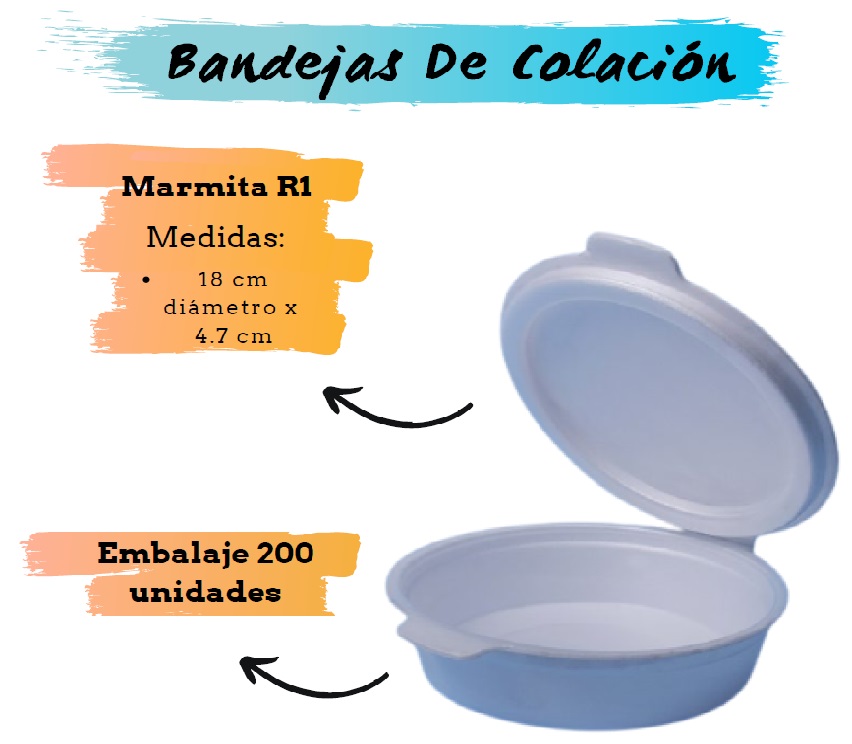 Bandejas De Colación
Marmita R1
Medidas:
• 18 cm
diámetro x
4.7 cm
Embalaje 200
unidades